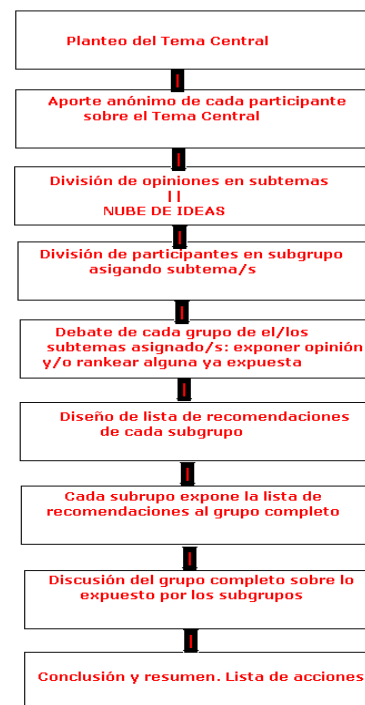 Planteo del Tema Central
Aporte anónimo de cada participante
sobre el Tema Central
División de opiniones en subtemas
||
NUBE DE IDEAS
División de participantes en subgrupo
asigando subtema/s
Debate de cada grupo de el/los
subtemas asignado/s: exponer opinión
y/o rankear alguna ya expuesta
Diseño de lista de recomendaciones
de cada subgrupo
Cada subrupo expone la lista de
recomendaciones al grupo completo
Discusión del grupo completo sobre lo
expuesto por los subgrupos
Conclusión y resumen. Lista de acciones